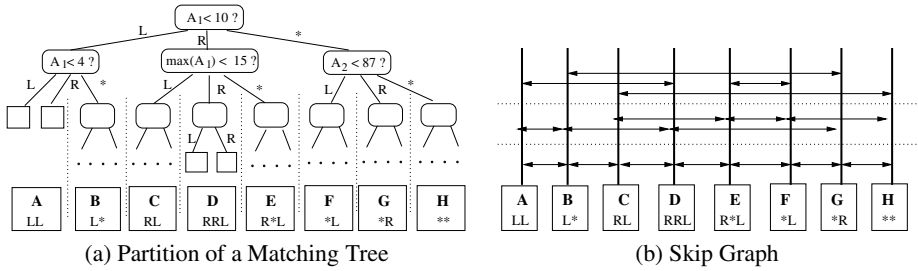 A1 < 10 ?
L R *
A1 < 4 ? max(A1) < 15 ? A2 < 87 ?
L R * L R * L R *
L R
. . . . . . . . . . . . . . . . . . . . . . . .
A B C D E F G H
LL L* RL RRL R*L *L *R **
(a) Partition of a Matching Tree
A B C D E F G H
LL L* RL RRL R*L *L *R **
(b) Skip Graph